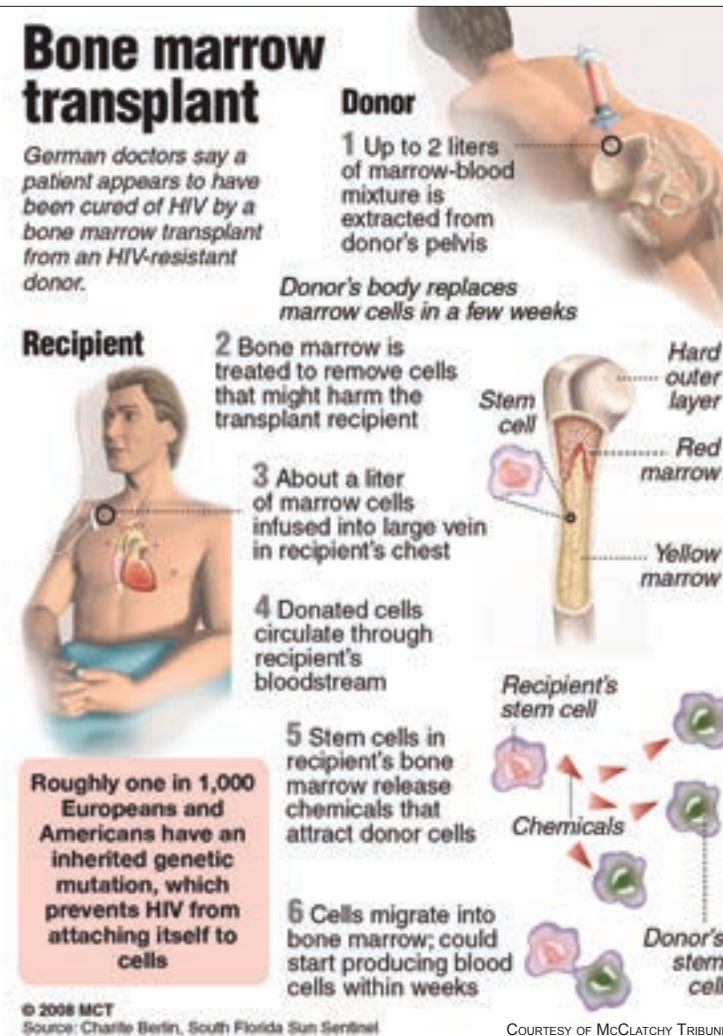 Bone marrow
transplant
German doctors say a
patient appears to have
been cured of HIV by a
bone marrow transplant
from an HIV-resistant
donor.
Donor
1 Up to 2 liters
of marrow-blood
mixture is
extracted from
donor's pelvis
Donor's body replaces
marrow cells in a few weeks
Recipient
2 Bone marrow is
treated to remove cells
that might harm the
transplant recipient
Stem
cell
Hard
outer
layer
Red
marrow
Yellow
marrow
3 About a liter
of marrow cells
infused into large vein
in recipient's chest
4 Donated cells
circulate through
recipient's
bloodstream
5 Stem cells in
recipient's bone
marrow release
chemicals that
attract donor cells
Recipient's
stem cell
Chemicals
Donor's
stem
cell
6 Cells migrate into
bone marrow; could
start producing blood
cells within weeks
Roughly one in 1,000
Europeans and
Americans have an
inherited genetic
mutation, which
prevents HIV from
attaching itself to
cells
© 2008 MCT
Source: Charite Berlin, South Florida Sun Sentinel
COURTESY OF MCCLATCHY TRIBUN